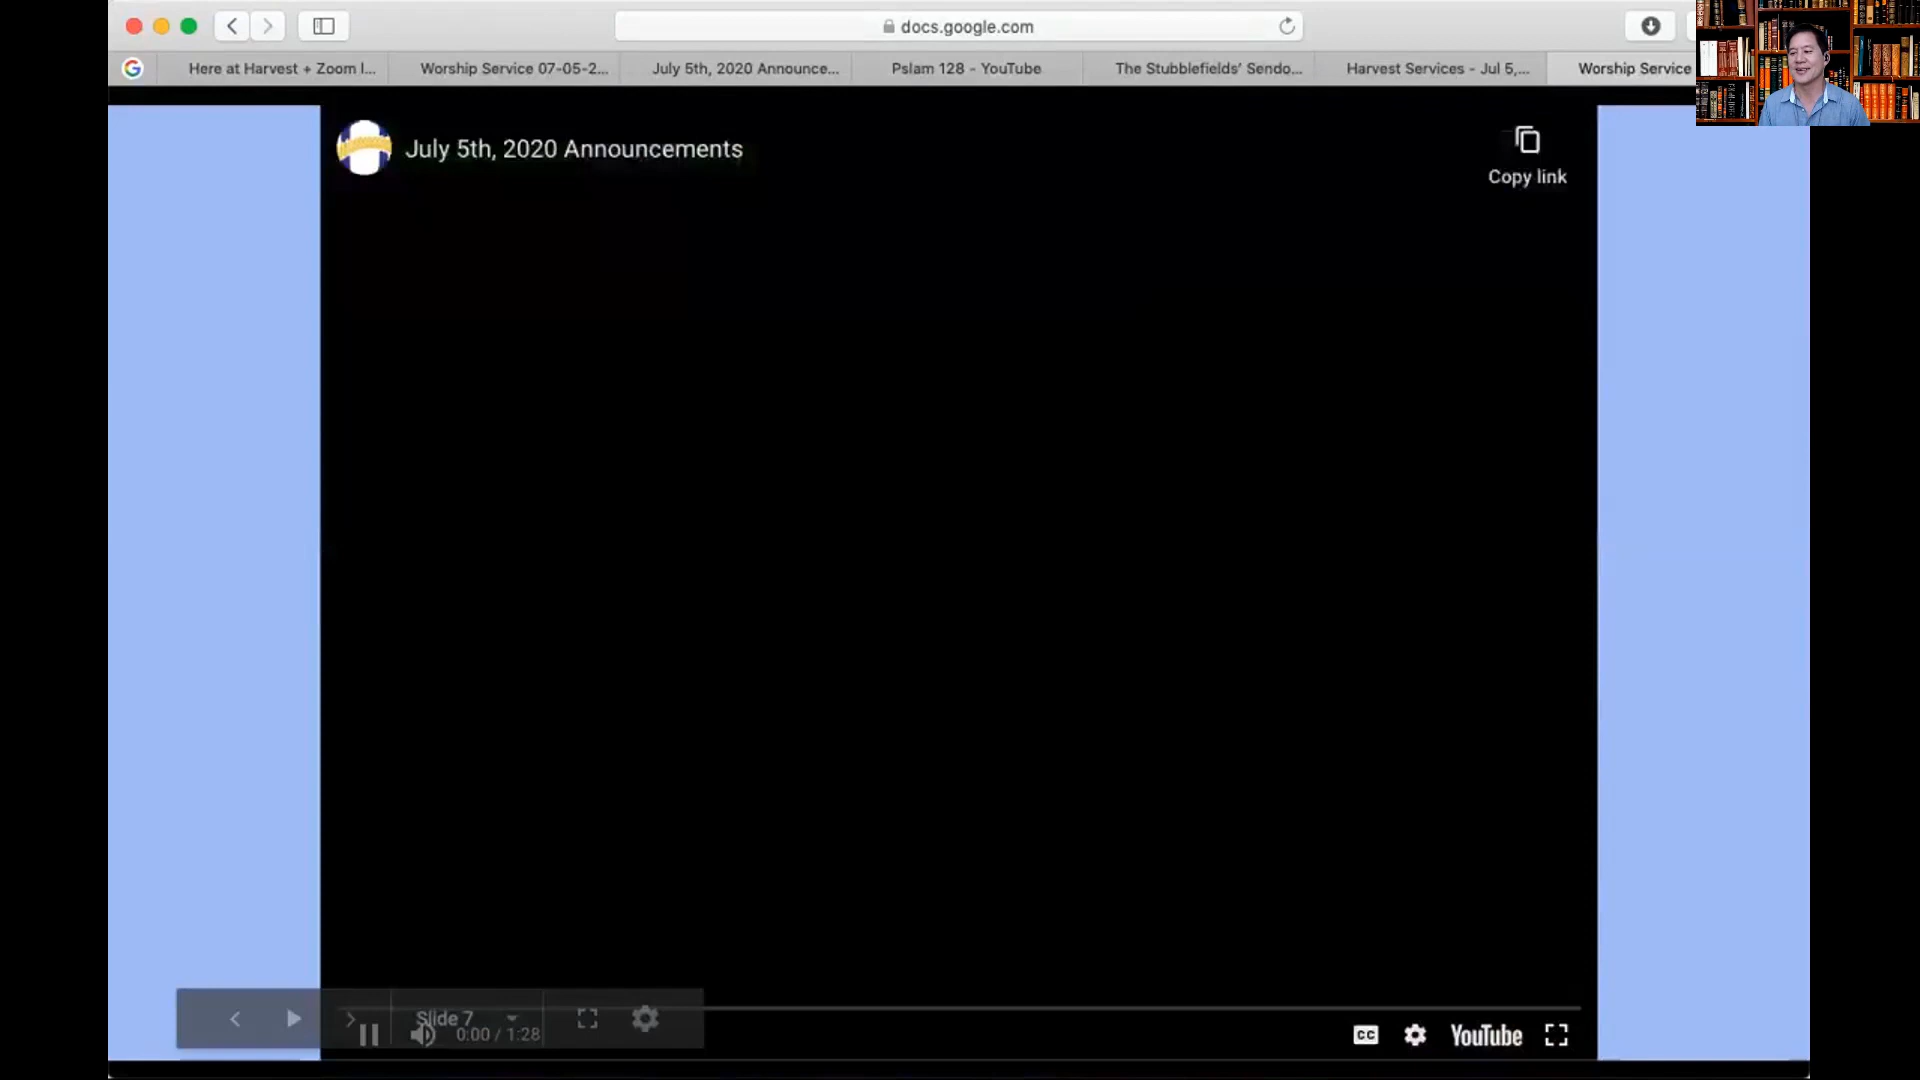 docs.google.com
Here at Harvest + Zoom I...
Worship Service 07-05-2...
July 5th, 2020 Announce...
Pslam 128 - YouTube
The Stubblefields' Sendo...
Harvest Services - Jul 5,...
Worship Service
July 5th, 2020 Announcements
Copy link
Slide 7
0:00 / 1:28
CC
YouTube